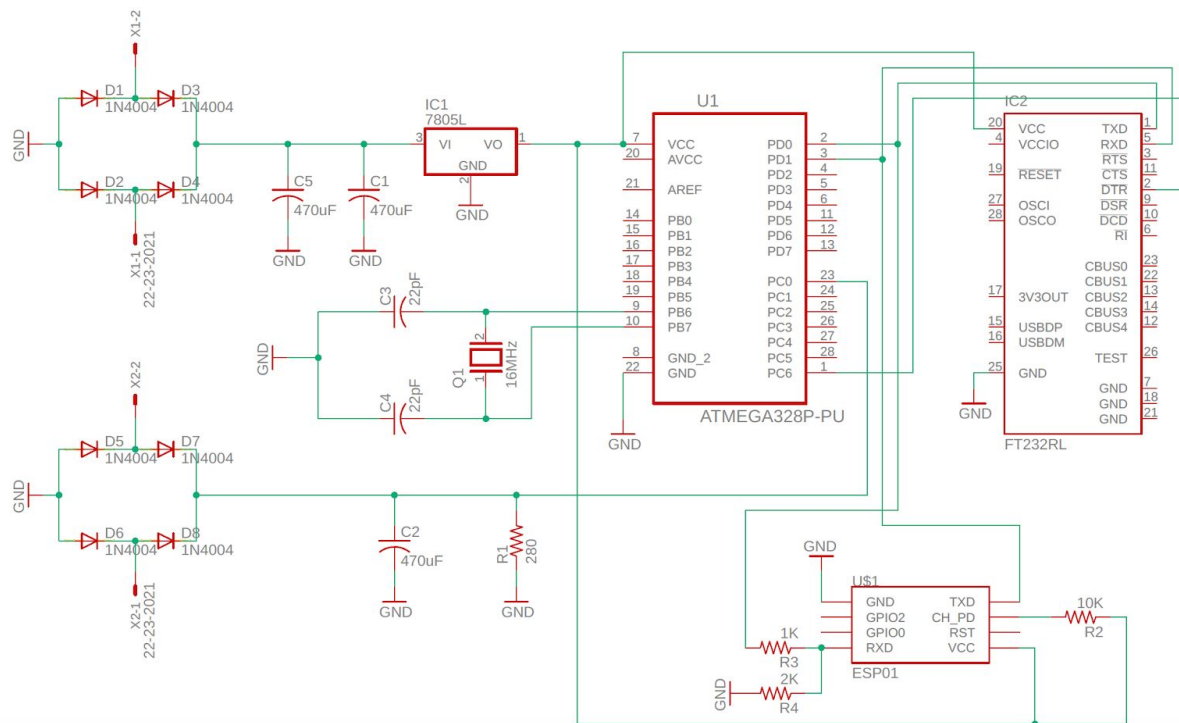 X1-2
D1
1N4004
D3
1N4004
GND
D2
1N4004
D4
1N4004
X1-1
22-23-2021
C5
470uF
GND
C1
470uF
GND
IC1
7805L
3
VI
VO
1
GND
2
GND
C3
22pF
GND
2
Q1
1
16MHz
C4
22pF
U1
7
VCC
20
AVCC
21
AREF
14
PB0
15
PB1
16
PB2
17
PB3
18
PB4
19
PB5
9
PB6
10
PB7
8
GND_2
22
GND
PD0
2
PD1
3
PD2
4
PD3
5
PD4
6
PD5
11
PD6
12
PD7
13
PC0
23
PC1
24
PC2
25
PC3
26
PC4
27
PC5
28
PC6
1
ATMEGA328P-PU
GND
IC2
20
VCC
4
VCCIO
19
RESET
27
OSCI
28
OSCO
17
3V3OUT
15
USBDP
16
USBDM
25
GND
TXD
1
RXD
5
RTS
3
CTS
11
DTR
2
DSR
9
DCD
10
RI
6
CBUS0
23
CBUS1
22
CBUS2
13
CBUS3
14
CBUS4
12
TEST
26
GND
7
GND
18
GND
21
FT232RL
GND
X2-2
D5
1N4004
D7
1N4004
GND
D6
1N4004
D8
1N4004
X2-1
22-23-2021
C2
470uF
GND
R1
280
GND
GND
U$1
GND
GPIO2
GPIO0
RXD
TXD
CH_PD
RST
VCC
ESP01
10K
R2
1K
R3
GND
2K
R4